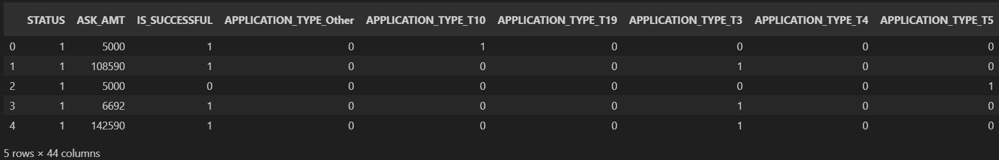 STATUS ASK_AMT IS_SUCCESSFUL APPLICATION_TYPE_Other APPLICATION_TYPE_T10 APPLICATION_TYPE_T19 APPLICATION_TYPE_T3 APPLICATION_TYPE_T4 APPLICATION_TYPE_T5
0 1 5000 1 0 1 0 0 0 0
1 1 108590 1 0 0 0 1 0 0
2 1 5000 0 0 0 0 0 0 1
3 1 6692 1 0 0 0 1 0 0
4 1 142590 1 0 0 0 1 0 0
5 rows × 44 columns